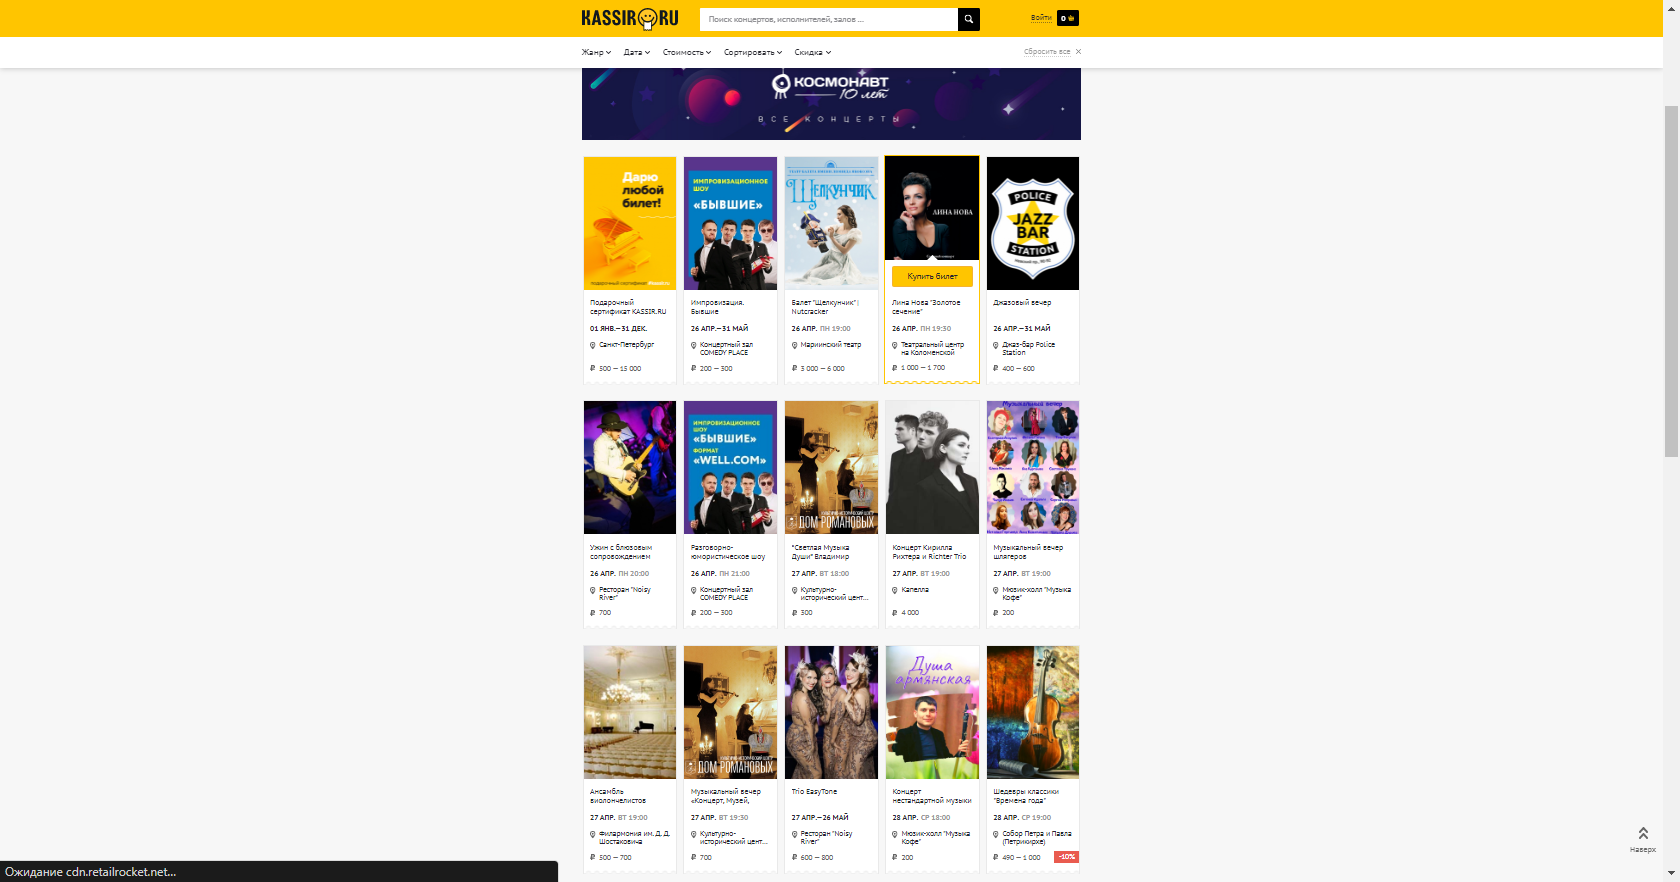 KASSIR.RU
Поиск концертов, исполнителей, залов ...
Войти
0
Жанр
Дата
Стоимость
Сортировать
Скидка
Сбросить все
КОСМОНАВТ
10 лет
ВСЕ КОНЦЕРТЫ
Дарю
любой
билет!
ИМПРОВИЗАЦИОННОЕ
ШОУ
«БЫВШИЕ»
Щелкунчик
ЛИНА НОВА
POLICE
JAZZ
BAR
STATION
Купить билет
Подарочный
сертификат KASSIR.RU
01 ЯНВ.—31 ДЕК.
Санкт-Петербург
500 — 15 000
Импровизация.
Бывшие
26 АПР.—31 МАЙ
Концертный зал
COMEDY PLACE
200 — 300
Балет "Щелкунчик" |
Nutcracker
26 АПР. ПН 19:00
Мариинский театр
3 000 — 6 000
Лина Нова "Золотое
сечение"
26 АПР. ПН 19:30
Театральный центр
на Коломенской
1 000 — 1 700
Джазовый вечер
26 АПР.—31 МАЙ
Джаз-бар Police
Station
400 — 600
ИМПРОВИЗАЦИОННОЕ
ШОУ
«БЫВШИЕ»
ФОРМАТ
«WELL.COM»
ДОМ РОМАНОВЫХ
Музыкальный вечер
Ужин с блюзовым
сопровождением
26 АПР. ПН 20:00
Ресторан "Noisy
River"
700
Разговорно-
юмористическое шоу
26 АПР. ПН 21:00
Концертный зал
COMEDY PLACE
200 — 300
"Светлая Музыка
Души" Владимир
27 АПР. ВТ 18:00
Культурно-
исторический цент...
300
Концерт Кирилла
Рихтера и Richter Trio
27 АПР. ВТ 19:00
Капелла
4 000
Музыкальный вечер
шлягеров
27 АПР. ВТ 19:00
Мюзик-холл "Музыка
Кофе"
200
ДОМ РОМАНОВЫХ
Душа
армянская
Ансамбль
виолончелистов
27 АПР. ВТ 19:00
Филармония им. Д. Д.
Шостаковича
500 — 700
Музыкальный вечер
«Концерт, Музей,
27 АПР. ВТ 19:30
Культурно-
исторический цент...
700
Trio EasyTone
27 АПР.—26 МАЙ
Ресторан "Noisy
River"
600 — 800
Концерт
нестандартной музыки
28 АПР. СР 18:00
Мюзик-холл "Музыка
Кофе"
200
Шедевры классики
"Времена года"
28 АПР. СР 19:00
Собор Петра и Павла
(Петрикирхе)
490 — 1 000
-10%
Наверх
Ожидание cdn.retailrocket.net...